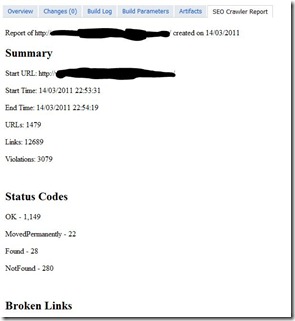 Overview Changes (0) Build Log Build Parameters Artifacts SEO Crawler Report
Report of http:/ / created on 14/03/2011
Summary
Start URL: http:/
Start Time: 14/03/2011 22:53:31
End Time: 14/03/2011 22:54:19
URLs: 1479
Links: 12689
Violations: 3079
Status Codes
OK - 1,149
MovedPermanently - 22
Found - 28
NotFound - 280
Broken Links